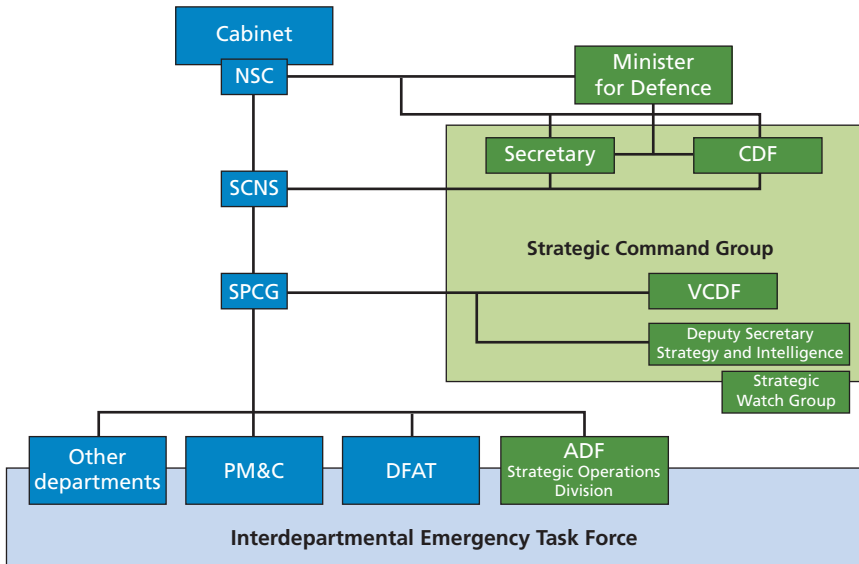 Cabinet
NSC
Minister
for Defence
Secretary
CDF
SCNS
Strategic Command Group
SPCG
VCDF
Deputy Secretary
Strategy and Intelligence
Strategic
Watch Group
Other
departments
PM&C
DFAT
ADF
Strategic Operations
Division
Interdepartmental Emergency Task Force